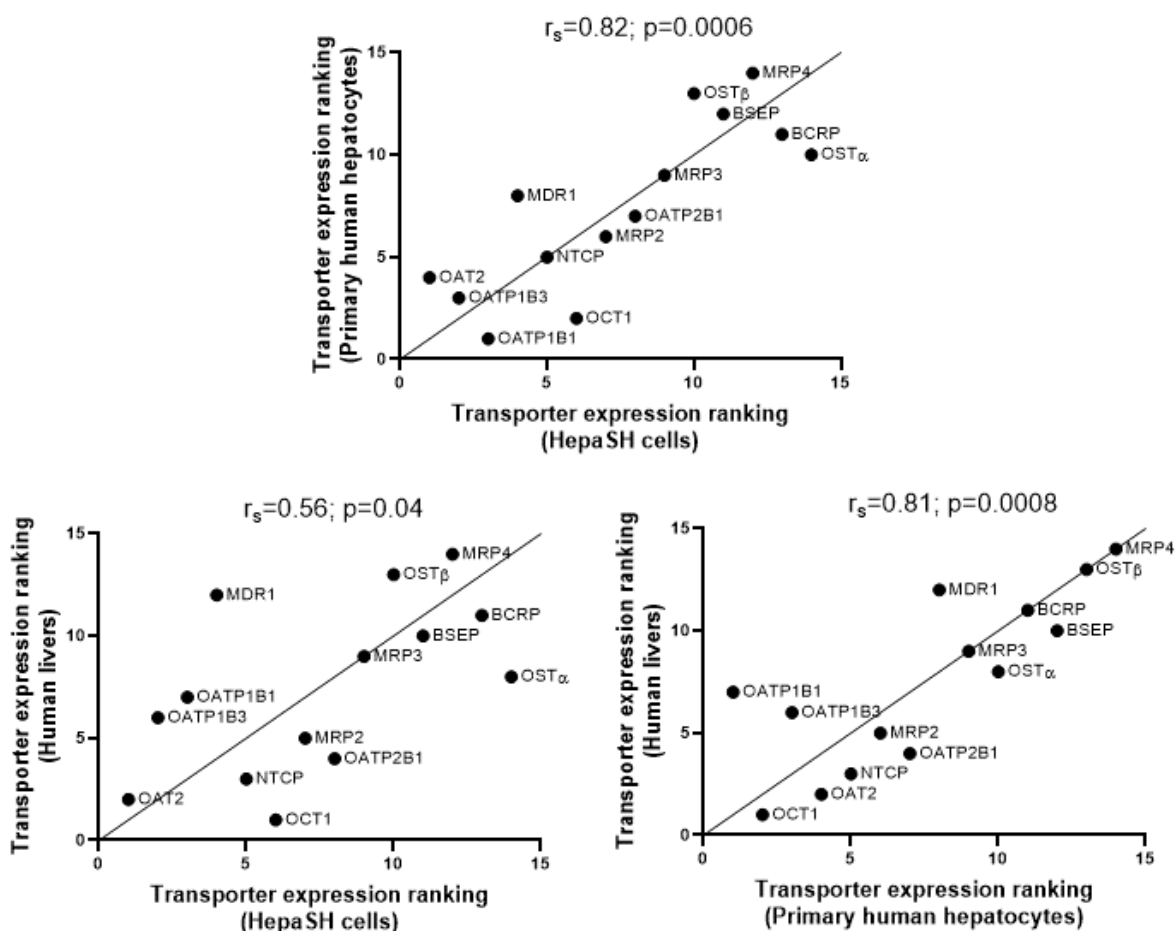 r_s=0.82; p=0.0006
Transporter expression ranking
(Primary human hepatocytes)
15
10
5
0
MRP4
OSTβ
BSEP
BCRP
OSTα
MRP3
MDR1
OATP2B1
MRP2
NTCP
OAT2
OATP1B3
OCT1
OATP1B1
0
5
10
15
Transporter expression ranking
(HepaSH cells)
r_s=0.56; p=0.04
Transporter expression ranking
(Human livers)
15
10
5
0
MRP4
OSTβ
MDR1
BCRP
BSEP
MRP3
OSTα
OATP1B1
OATP1B3
MRP2
OATP2B1
NTCP
OAT2
OCT1
0
5
10
15
Transporter expression ranking
(HepaSH cells)
r_s=0.81; p=0.0008
Transporter expression ranking
(Human livers)
15
10
5
0
MRP4
OSTβ
MDR1
BCRP
BSEP
MRP3
OSTα
OATP1B1
OATP1B3
MRP2
OATP2B1
NTCP
OAT2
OCT1
0
5
10
15
Transporter expression ranking
(Primary human hepatocytes)